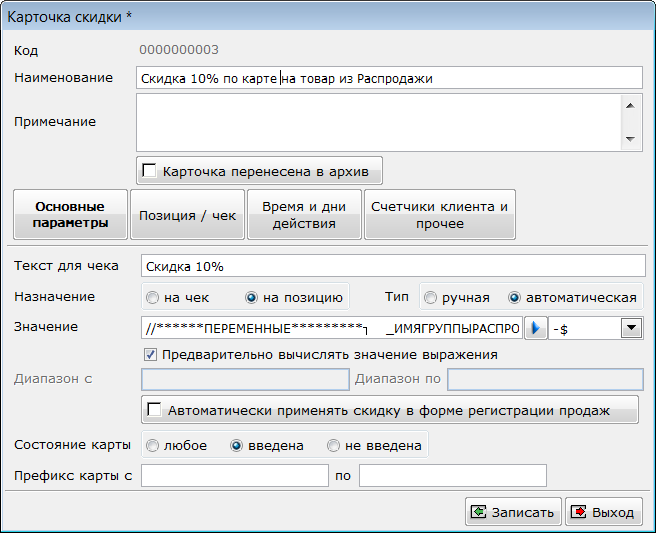 Карточка скидки *
Код 0000000003
Наименование Скидка 10% по карте на товар из Распродажи
Примечание
Карточка перенесена в архив
Основные параметры Позиция / чек Время и дни действия Счетчики клиента и прочее
Текст для чека Скидка 10%
Назначение на чек на позицию Тип ручная автоматическая
Значение //******ПЕРЕМЕННЫЕ*********┐ _ИМЯГРУППЫРАСПРО -$
Предварительно вычислять значение выражения
Диапазон с Диапазон по
Автоматически применять скидку в форме регистрации продаж
Состояние карты любое введена не введена
Префикс карты с по
Записать Выход